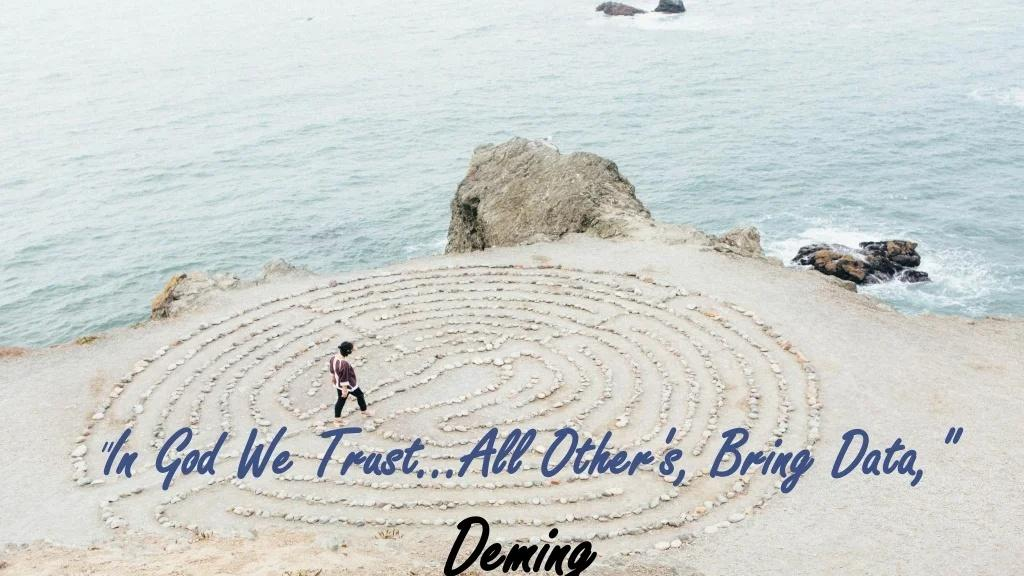 "In God We Trust...All Other's, Bring Data,"
Deming